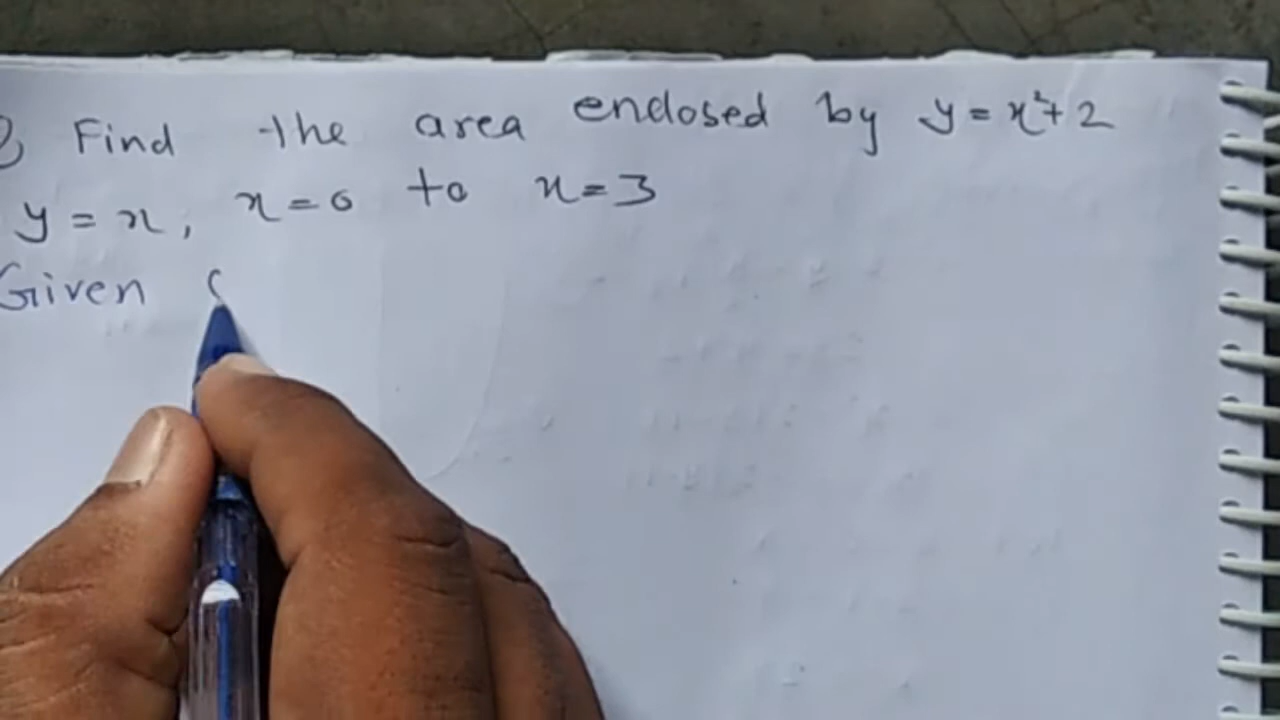 Find the area enclosed by y = x² + 2
y = x, x = 0 to x = 3
Given